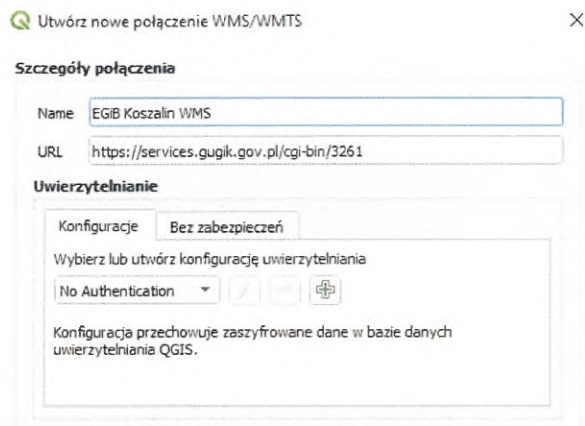 Utwórz nowe połączenie WMS/WMTS
Szczegóły połączenia
Name EGiB Koszalin WMS
URL https://services.gugik.gov.pl/cgi-bin/3261
Uwierzytelnianie
Konfiguracje Bez zabezpieczeń
Wybierz lub utwórz konfigurację uwierzytelniania
No Authentication
Konfiguracja przechowuje zaszyfrowane dane w bazie danych
uwierzytelniania QGIS.